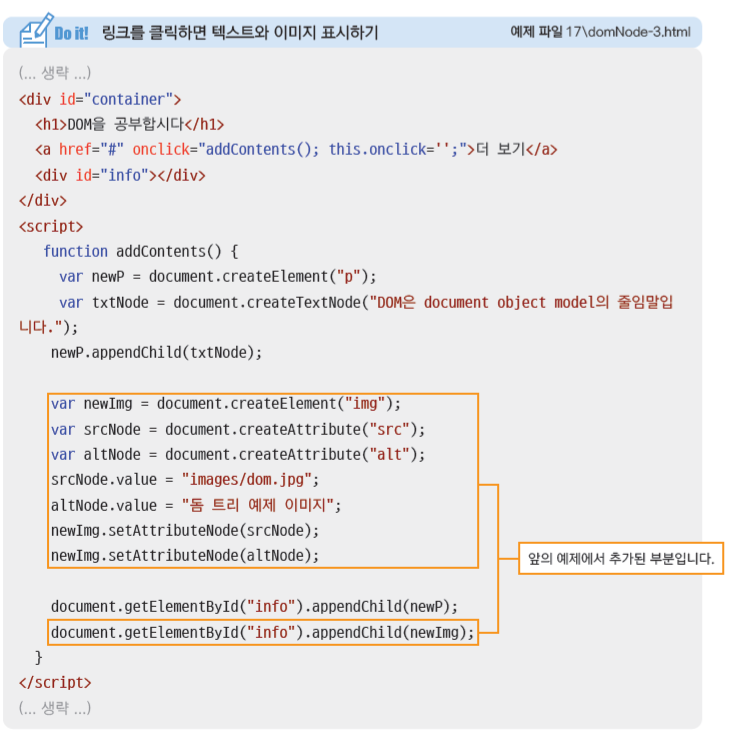 Do it! 링크를 클릭하면 텍스트와 이미지 표시하기 예제 파일 17\domNode-3.html
(... 생략 ...)
<div id="container">
<h1>DOM을 공부합시다</h1>
<a href="#" onclick="addContents(); this.onclick='';">더 보기</a>
<div id="info"></div>
</div>
<script>
function addContents() {
var newP = document.createElement("p");
var txtNode = document.createTextNode("DOM은 document object model의 줄임말입
니다.");
newP.appendChild(txtNode);
var newImg = document.createElement("img");
var srcNode = document.createAttribute("src");
var altNode = document.createAttribute("alt");
srcNode.value = "images/dom.jpg";
altNode.value = "돔 트리 예제 이미지";
newImg.setAttributeNode(srcNode);
newImg.setAttributeNode(altNode);
앞의 예제에서 추가된 부분입니다.
document.getElementById("info").appendChild(newP);
document.getElementById("info").appendChild(newImg);
}
</script>
(... 생략 ...)